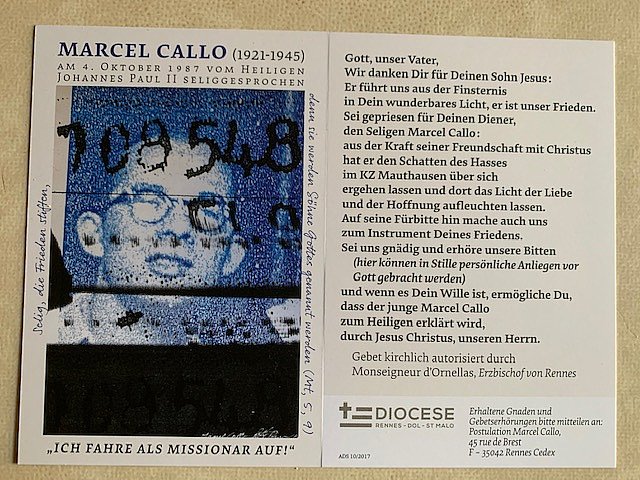 MARCEL CALLO (1921-1945)
AM 4. OKTOBER 1987 VOM HEILIGEN
JOHANNES PAUL II SELIGGESPROCHEN
Selig, die Frieden stiften,
denn sie werden Söhne Gottes genannt werden (Mt, 5, 9)
709548
„ICH FAHRE ALS MISSIONAR AUF!“
Gott, unser Vater,
Wir danken Dir für Deinen Sohn Jesus:
Er führt uns aus der Finsternis
in Dein wunderbares Licht, er ist unser Frieden.
Sei gepriesen für Deinen Diener,
den Seligen Marcel Callo:
aus der Kraft seiner Freundschaft mit Christus
hat er den Schatten des Hasses
im KZ Mauthausen über sich
ergehen lassen und dort das Licht der Liebe
und der Hoffnung aufleuchten lassen.
Auf seine Fürbitte hin mache auch uns
zum Instrument Deines Friedens.
Sei uns gnädig und erhöre unsere Bitten
(hier können in Stille persönliche Anliegen vor
Gott gebracht werden)
und wenn es Dein Wille ist, ermögliche Du,
dass der junge Marcel Callo
zum Heiligen erklärt wird,
durch Jesus Christus, unseren Herrn.
Gebet kirchlich autorisiert durch
Monseigneur d'Ornellas, Erzbischof von Rennes
DIOCESE
RENNES - DOL - ST MALO
ADS 10/2017
Erhaltene Gnaden und
Gebetserhörungen bitte mitteilen an:
Postulation Marcel Callo,
45 rue de Brest
F – 35042 Rennes Cedex